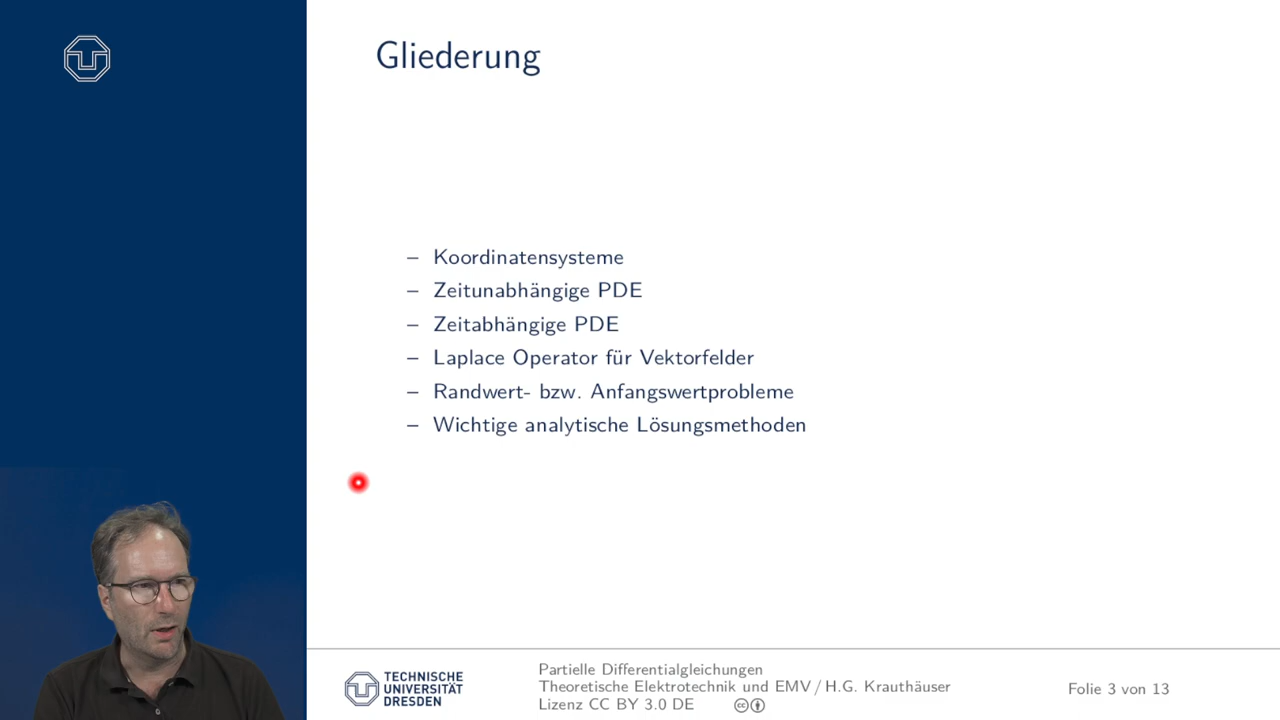 Gliederung
– Koordinatensysteme
– Zeitunabhängige PDE
– Zeitabhängige PDE
– Laplace Operator für Vektorfelder
– Randwert- bzw. Anfangswertprobleme
– Wichtige analytische Lösungsmethoden
TECHNISCHE
UNIVERSITÄT
DRESDEN
Partielle Differentialgleichungen
Theoretische Elektrotechnik und EMV / H.G. Krauthäuser
Lizenz CC BY 3.0 DE
Folie 3 von 13